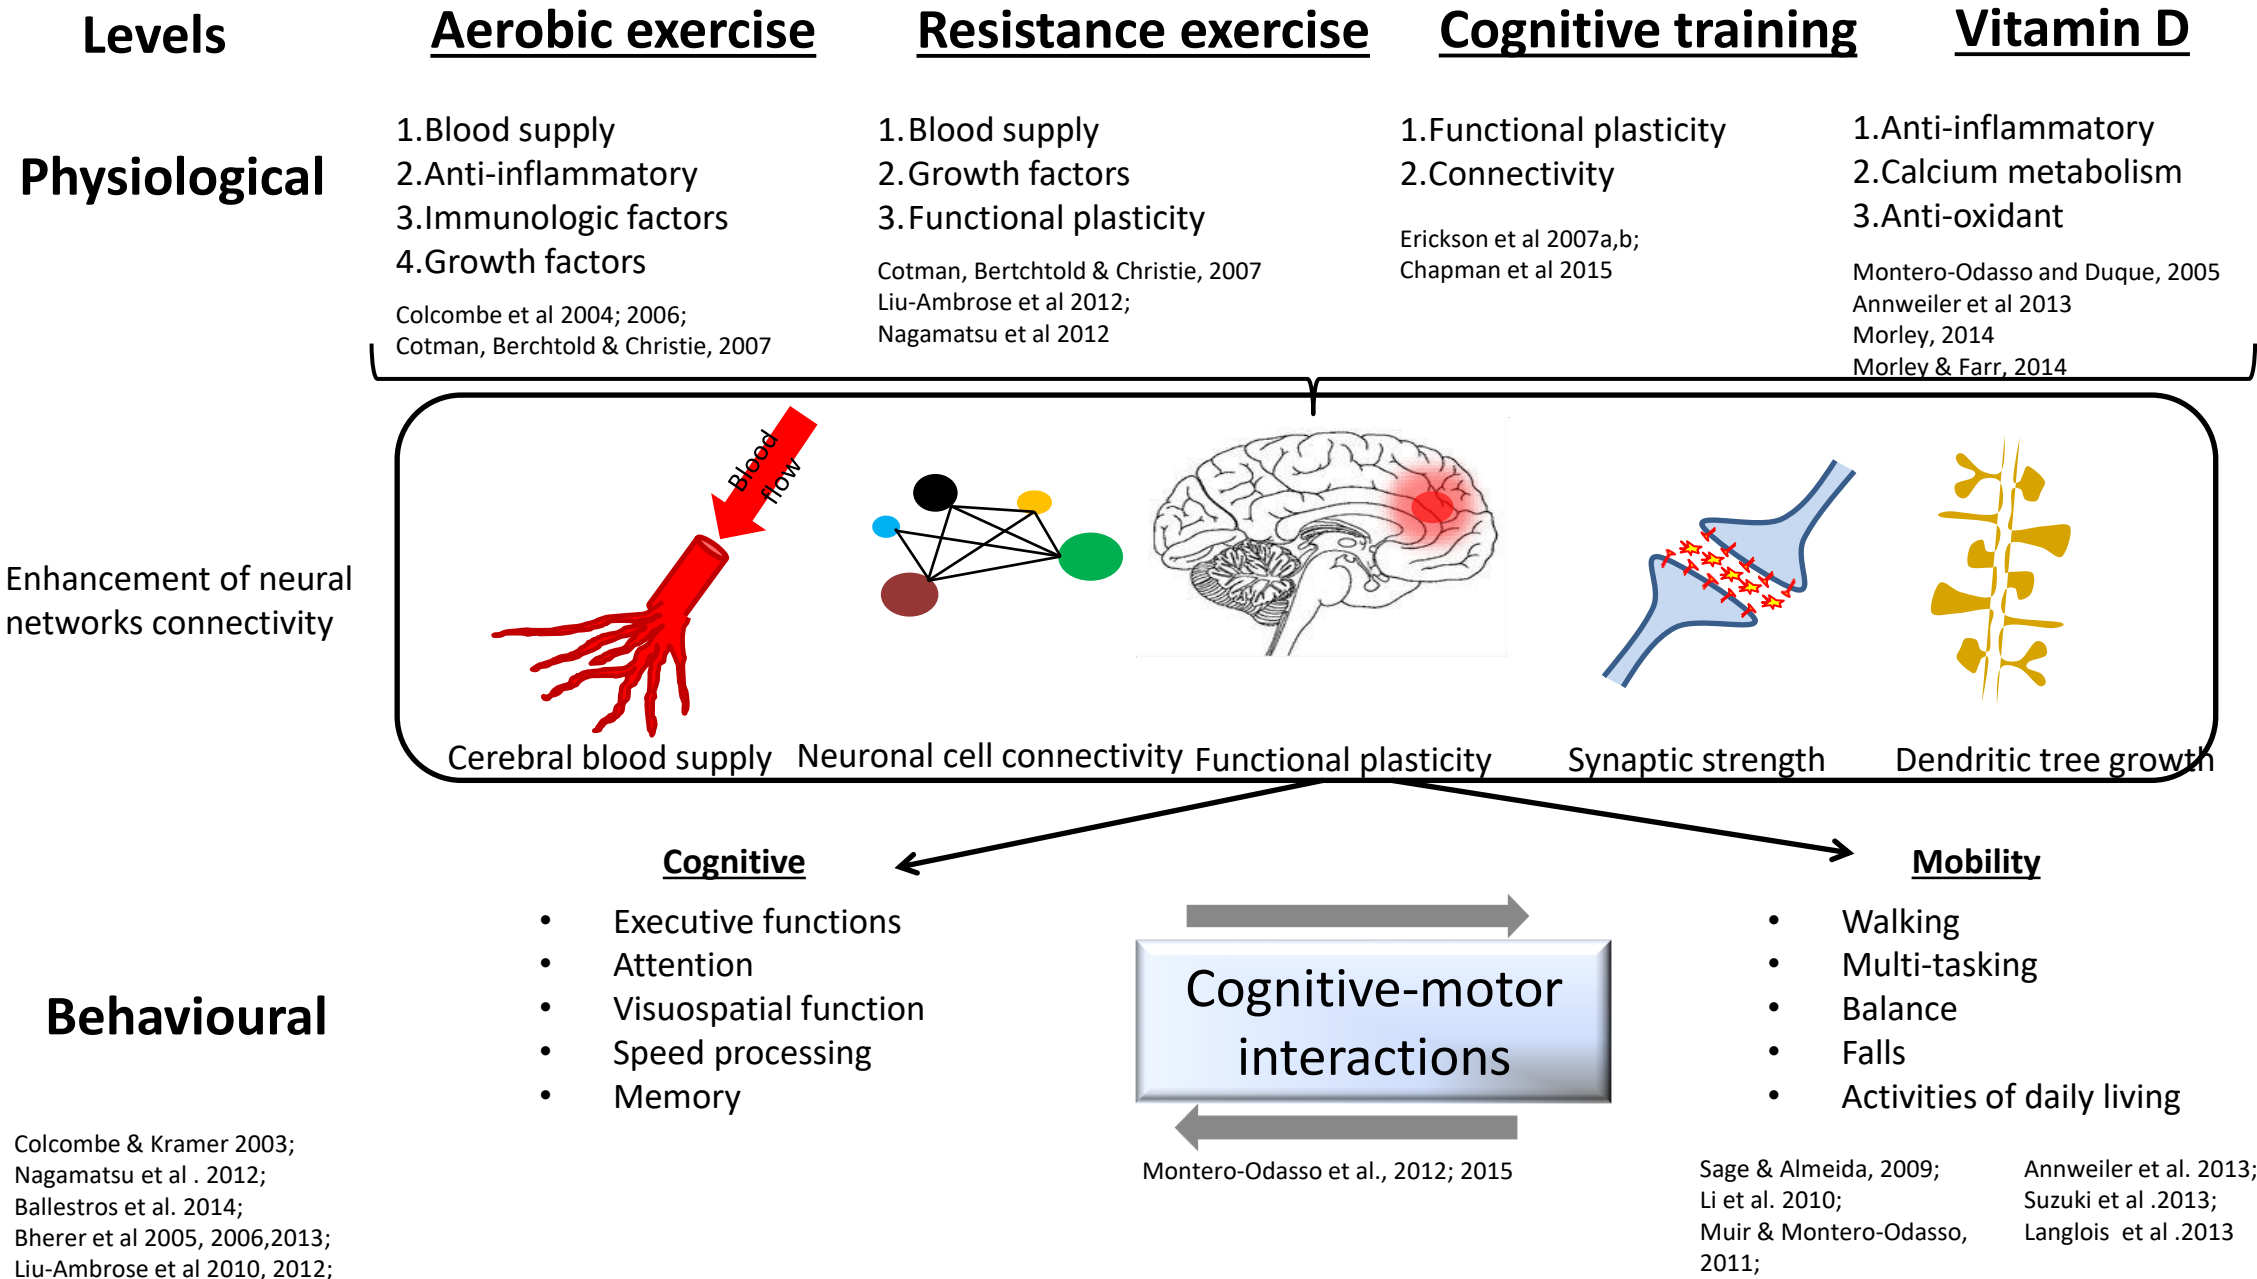 Levels
Aerobic exercise
Resistance exercise
Cognitive training
Vitamin D
Physiological
1.Blood supply
2.Anti-inflammatory
3.Immunologic factors
4.Growth factors
Colcombe et al 2004; 2006;
Cotman, Berchtold & Christie, 2007
1.Blood supply
2.Growth factors
3.Functional plasticity
Cotman, Bertchtold & Christie, 2007
Liu-Ambrose et al 2012;
Nagamatsu et al 2012
1.Functional plasticity
2.Connectivity
Erickson et al 2007a,b;
Chapman et al 2015
1.Anti-inflammatory
2.Calcium metabolism
3.Anti-oxidant
Montero-Odasso and Duque, 2005
Annweiler et al 2013
Morley, 2014
Morley & Farr, 2014
Enhancement of neural
networks connectivity
Blood
flow
Cerebral blood supply
Neuronal cell connectivity
Functional plasticity
Synaptic strength
Dendritic tree growth
Behavioural
Cognitive
• Executive functions
• Attention
• Visuospatial function
• Speed processing
• Memory
Cognitive-motor
interactions
Montero-Odasso et al., 2012; 2015
Mobility
• Walking
• Multi-tasking
• Balance
• Falls
• Activities of daily living
Colcombe & Kramer 2003;
Nagamatsu et al . 2012;
Ballestros et al. 2014;
Bherer et al 2005, 2006,2013;
Liu-Ambrose et al 2010, 2012;
Sage & Almeida, 2009;
Li et al. 2010;
Muir & Montero-Odasso,
2011;
Annweiler et al. 2013;
Suzuki et al .2013;
Langlois et al .2013